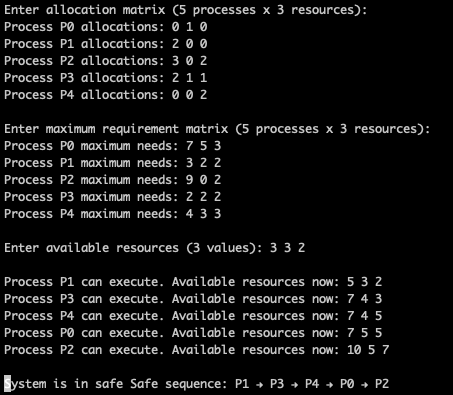 Enter allocation matrix (5 processes x 3 resources):
Process P0 allocations: 0 1 0
Process P1 allocations: 2 0 0
Process P2 allocations: 3 0 2
Process P3 allocations: 2 1 1
Process P4 allocations: 0 0 2
Enter maximum requirement matrix (5 processes x 3 resources):
Process P0 maximum needs: 7 5 3
Process P1 maximum needs: 3 2 2
Process P2 maximum needs: 9 0 2
Process P3 maximum needs: 2 2 2
Process P4 maximum needs: 4 3 3
Enter available resources (3 values): 3 3 2
Process P1 can execute. Available resources now: 5 3 2
Process P3 can execute. Available resources now: 7 4 3
Process P4 can execute. Available resources now: 7 4 5
Process P0 can execute. Available resources now: 7 5 5
Process P2 can execute. Available resources now: 10 5 7
System is in safe Safe sequence: P1 → P3 → P4 → P0 → P2